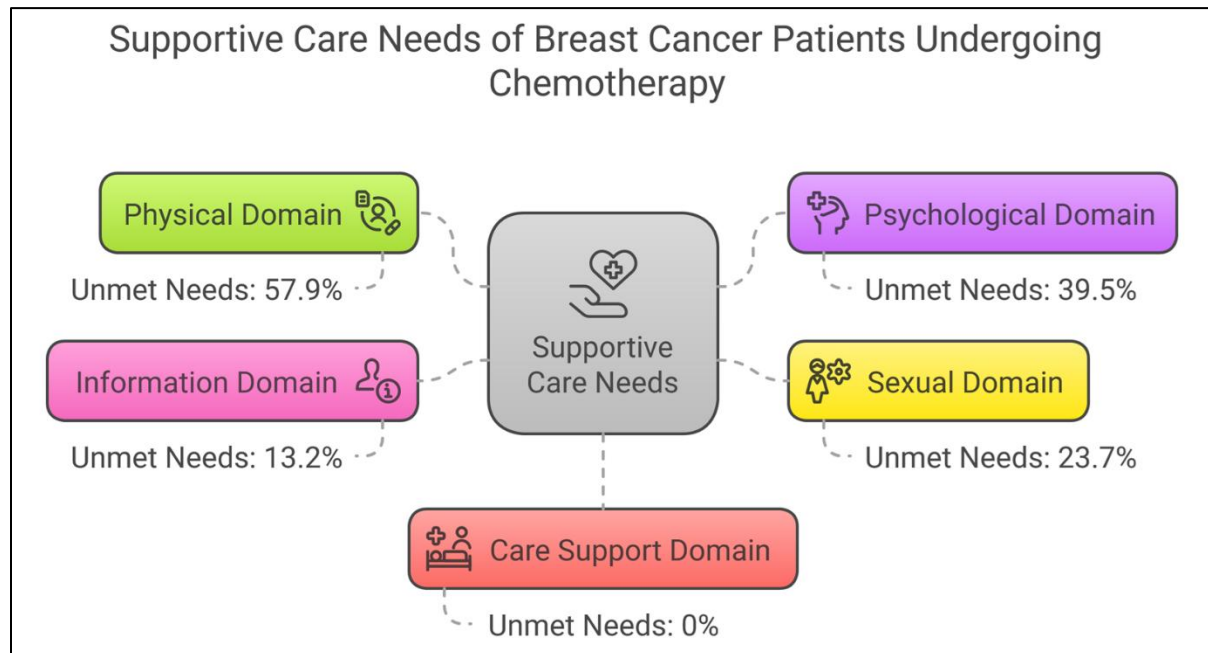 Supportive Care Needs of Breast Cancer Patients Undergoing
Chemotherapy
Physical Domain
Unmet Needs: 57.9%
Information Domain
Unmet Needs: 13.2%
Supportive
Care Needs
Psychological Domain
Unmet Needs: 39.5%
Sexual Domain
Unmet Needs: 23.7%
Care Support Domain
Unmet Needs: 0%